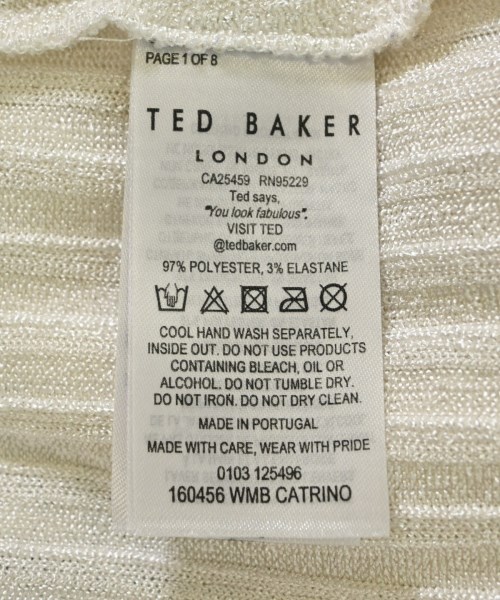 PAGE 1 OF 8
TED BAKER
LONDON
CA25459 RN95229
Ted says,
"You look fabulous".
VISIT TED
@tedbaker.com
97% POLYESTER, 3% ELASTANE
COOL HAND WASH SEPARATELY,
INSIDE OUT. DO NOT USE PRODUCTS
CONTAINING BLEACH, OIL OR
ALCOHOL. DO NOT TUMBLE DRY.
DO NOT IRON. DO NOT DRY CLEAN.
MADE IN PORTUGAL
MADE WITH CARE, WEAR WITH PRIDE
0103 125496
160456 WMB CATRINO